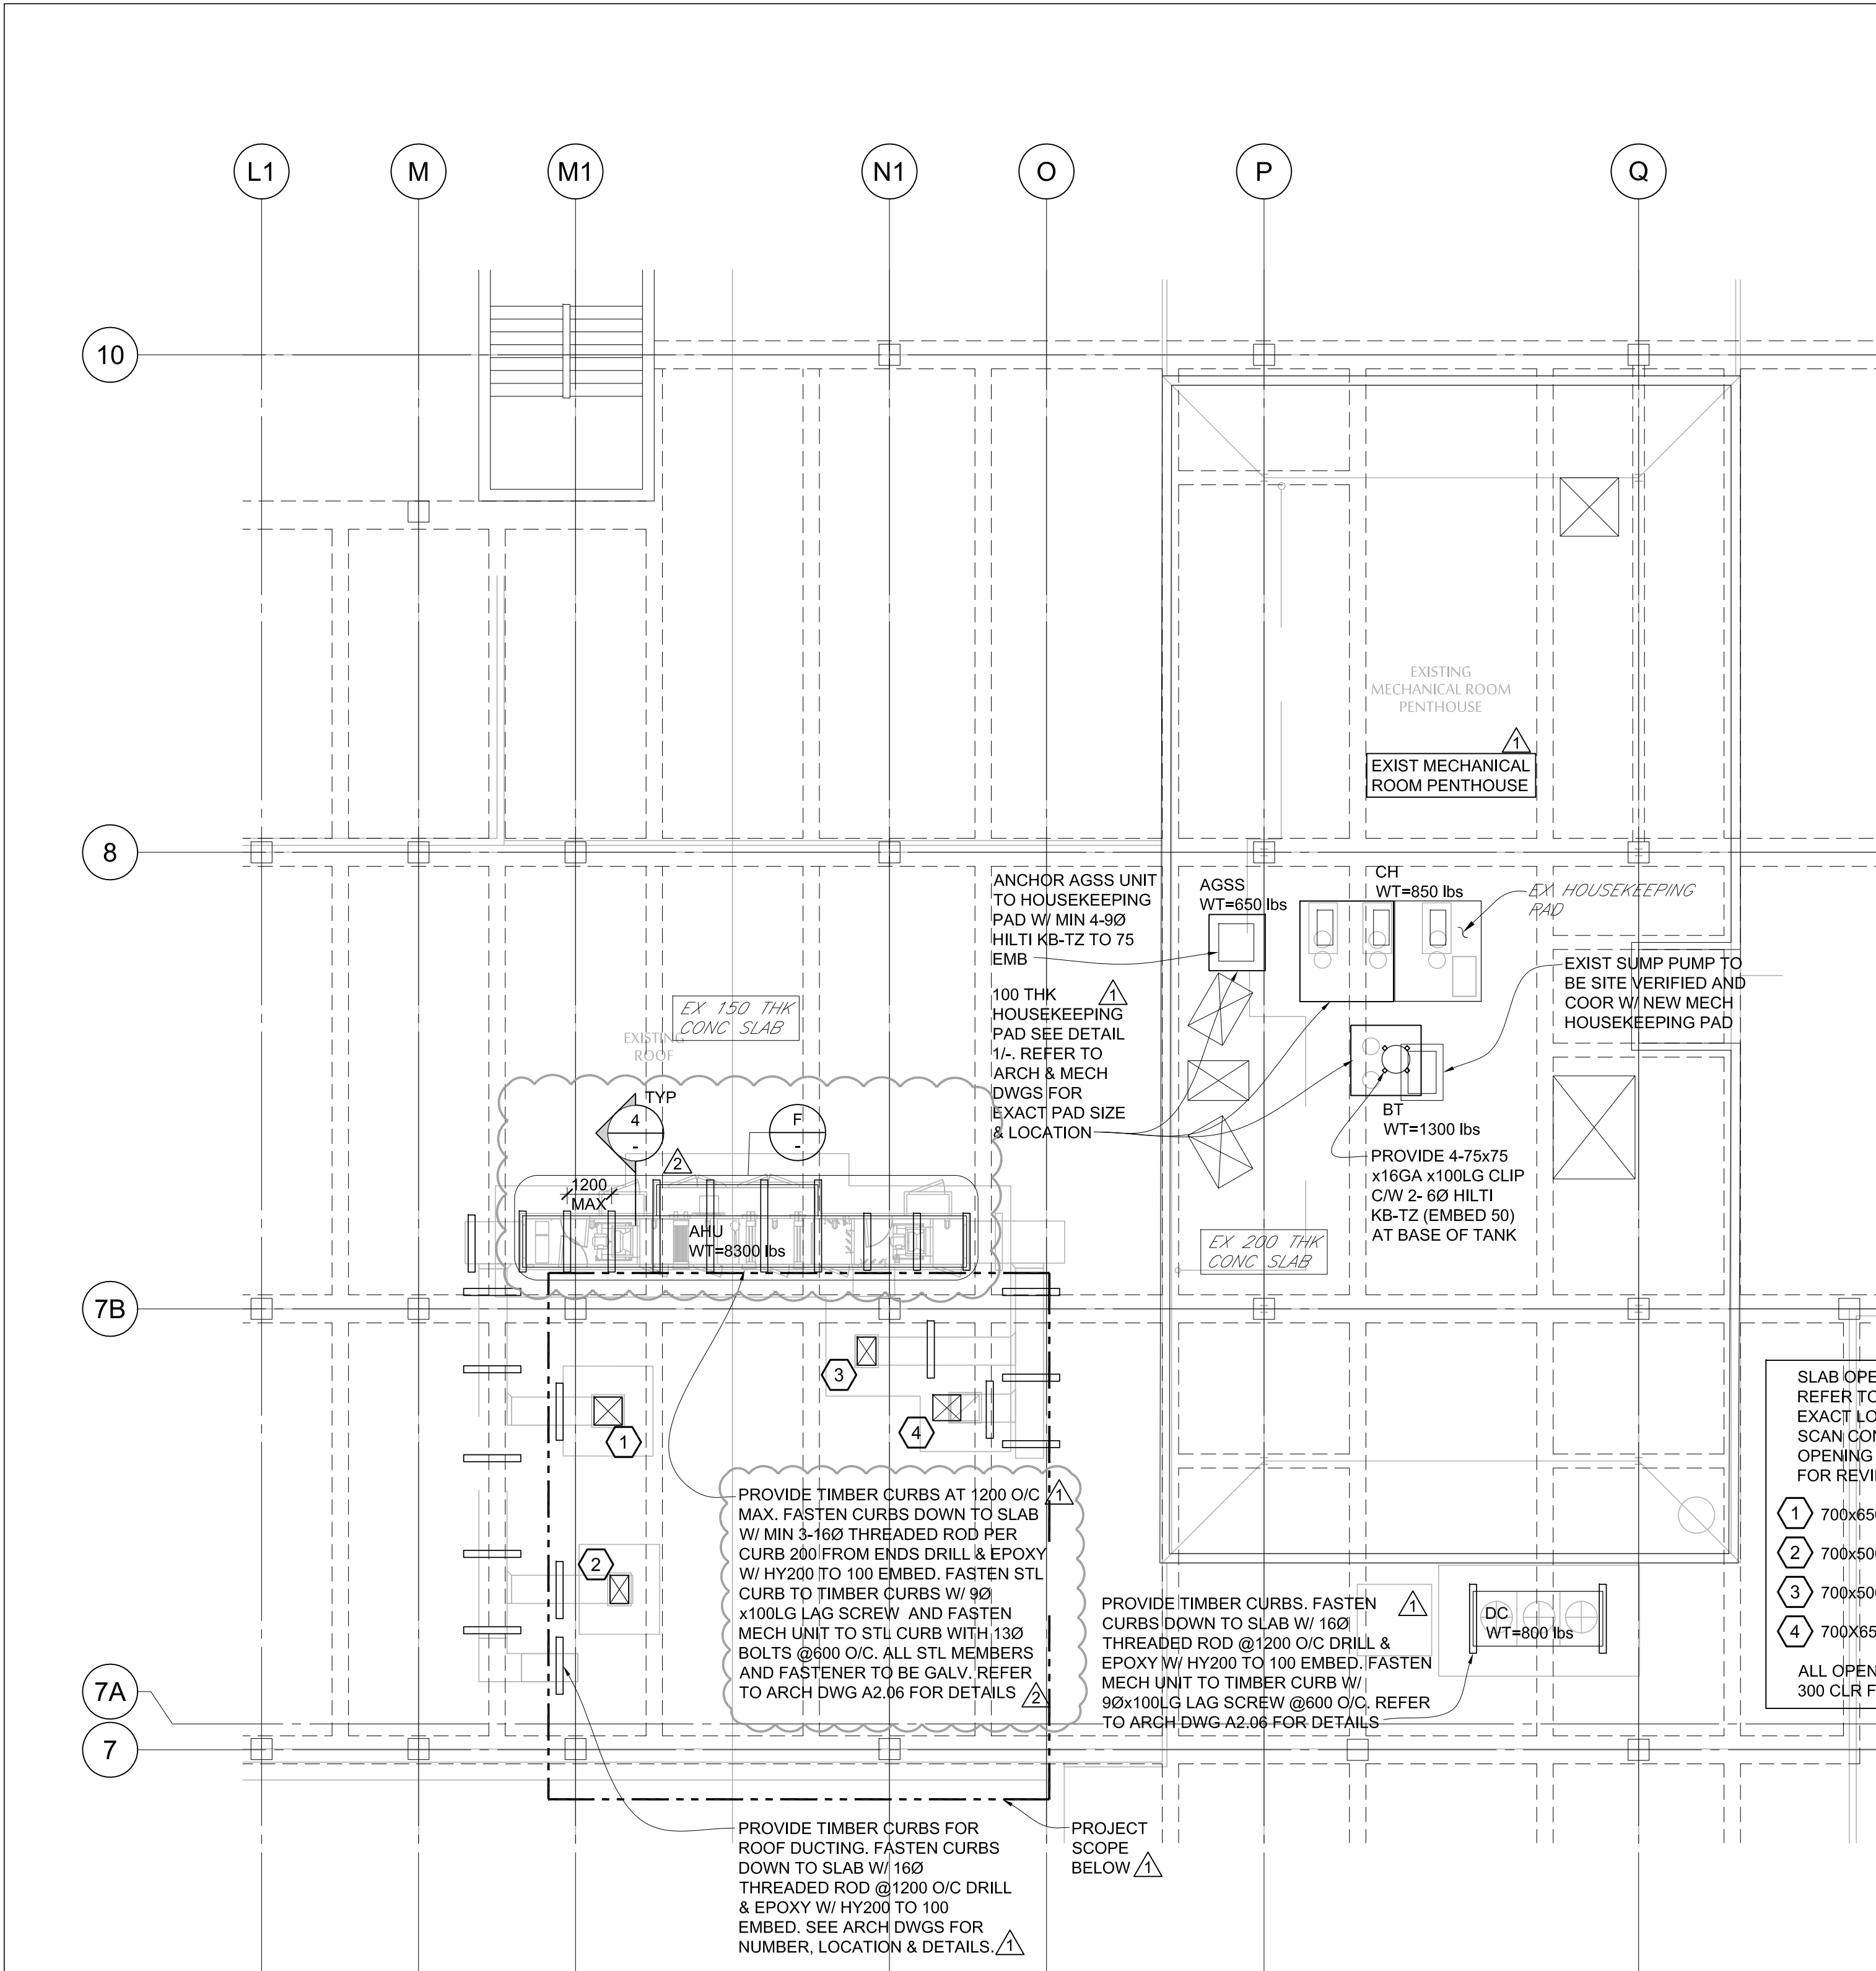 L1
M
M1
N1
O
P
Q
10
8
7B
7A
7
EXISTING
MECHANICAL ROOM
PENTHOUSE
1
EXIST MECHANICAL
ROOM PENTHOUSE
ANCHOR AGSS UNIT
TO HOUSEKEEPING
PAD W/ MIN 4-9Ø
HILTI KB-TZ TO 75
EMB
AGSS
WT=650 lbs
CH
WT=850 lbs
EX HOUSEKEEPING
PAD
100 THK
1
HOUSEKEEPING
PAD SEE DETAIL
1/-. REFER TO
ARCH & MECH
DWGS FOR
EXACT PAD SIZE
& LOCATION
EXIST SUMP PUMP TO
BE SITE VERIFIED AND
COOR W/ NEW MECH
HOUSEKEEPING PAD
BT
WT=1300 lbs
PROVIDE 4-75x75
x16GA x100LG CLIP
C/W 2- 6Ø HILTI
KB-TZ (EMBED 50)
AT BASE OF TANK
EX 150 THK
CONC SLAB
EXISTING
ROOF
EX 200 THK
CONC SLAB
TYP
4
-
F
-
2
1200
MAX
AHU
WT=8300 lbs
3
4
1
2
PROVIDE TIMBER CURBS AT 1200 O/C 1
MAX. FASTEN CURBS DOWN TO SLAB
W/ MIN 3-16Ø THREADED ROD PER
CURB 200 FROM ENDS DRILL & EPOXY
W/ HY200 TO 100 EMBED. FASTEN STL
CURB TO TIMBER CURBS W/ 9Ø
x100LG LAG SCREW AND FASTEN
MECH UNIT TO STL CURB WITH 13Ø
BOLTS @600 O/C. ALL STL MEMBERS
AND FASTENER TO BE GALV. REFER
TO ARCH DWG A2.06 FOR DETAILS 2
PROVIDE TIMBER CURBS. FASTEN 1
CURBS DOWN TO SLAB W/ 16Ø
THREADED ROD @1200 O/C DRILL &
EPOXY W/ HY200 TO 100 EMBED. FASTEN
MECH UNIT TO TIMBER CURB W/
9Øx100LG LAG SCREW @600 O/C. REFER
TO ARCH DWG A2.06 FOR DETAILS
DC
WT=800 lbs
SLAB OPE
REFER TO
EXACT LO
SCAN CON
OPENING
FOR REVI
1 700x650
2 700x500
3 700x500
4 700X65
ALL OPEN
300 CLR F
PROVIDE TIMBER CURBS FOR
ROOF DUCTING. FASTEN CURBS
DOWN TO SLAB W/ 16Ø
THREADED ROD @1200 O/C DRILL
& EPOXY W/ HY200 TO 100
EMBED. SEE ARCH DWGS FOR
NUMBER, LOCATION & DETAILS. 1
PROJECT
SCOPE
BELOW 1